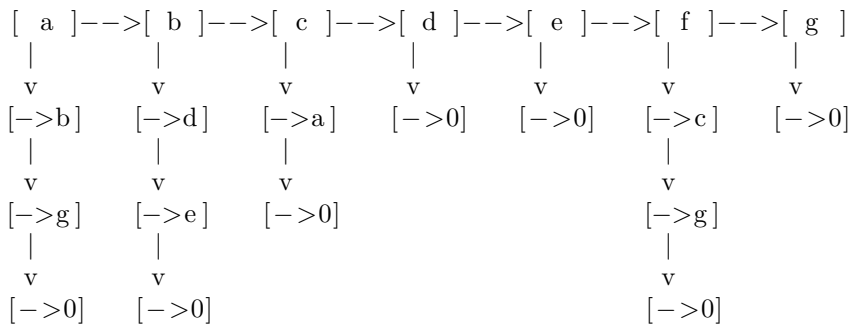 [ a ]-->[ b ]-->[ c ]-->[ d ]-->[ e ]-->[ f ]-->[ g ]
| | | | | | |
v v v v v v v
[->b] [->d] [->a] [->0] [->0] [->c] [->0]
| | | |
v v v v
[->g] [->e] [->0] [->g]
| | |
v v v
[->0] [->0] [->0]